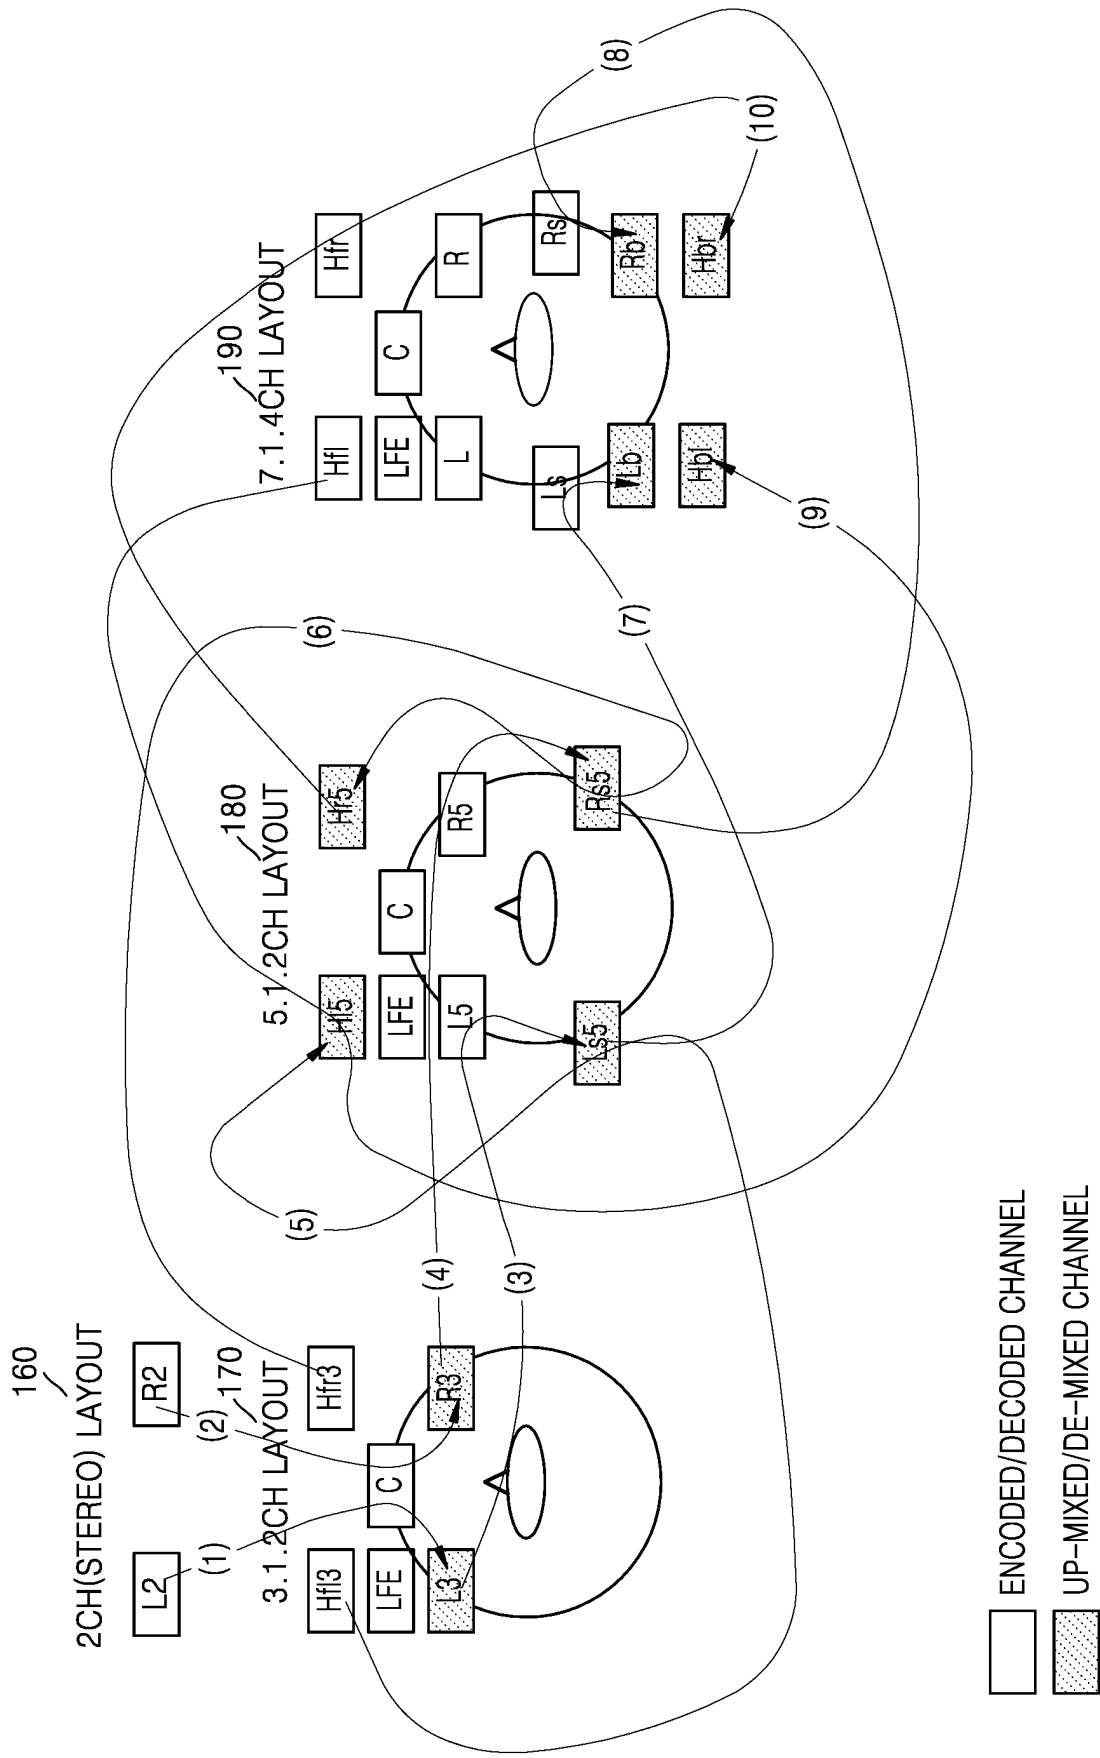 160
2CH(STEREO) LAYOUT
L2
R2
(1)
(2)
170
3.1.2CH LAYOUT
Hfl3
Hfr3
LFE
C
L3
R3
(3)
(4)
(5)
(6)
180
5.1.2CH LAYOUT
Hl5
Hr5
LFE
C
L5
R5
Ls5
Rs5
(7)
(8)
190
7.1.4CH LAYOUT
Hfl
Hfr
LFE
C
L
R
Ls
Rs
Lb
Rb
Hbl
Hbr
(9)
(10)
ENCODED/DECODED CHANNEL
UP-MIXED/DE-MIXED CHANNEL